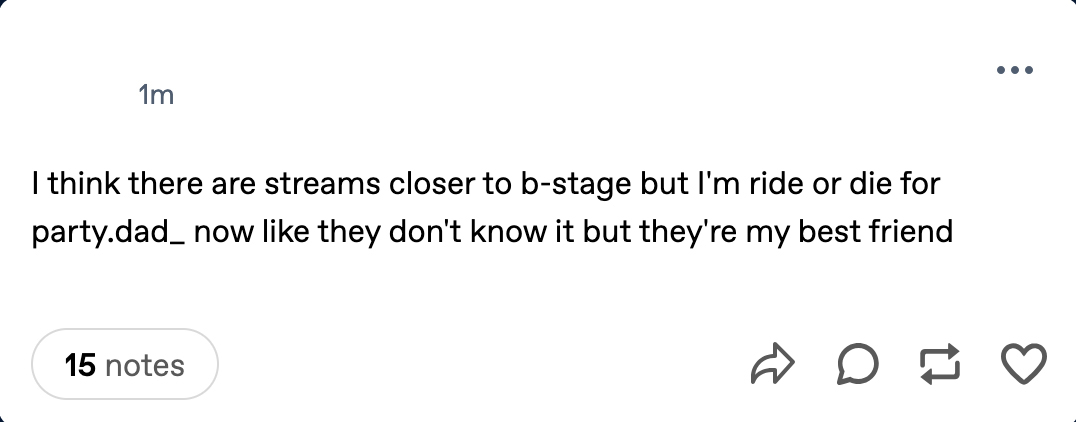 1m
I think there are streams closer to b-stage but I'm ride or die for
party.dad_ now like they don't know it but they're my best friend
15 notes